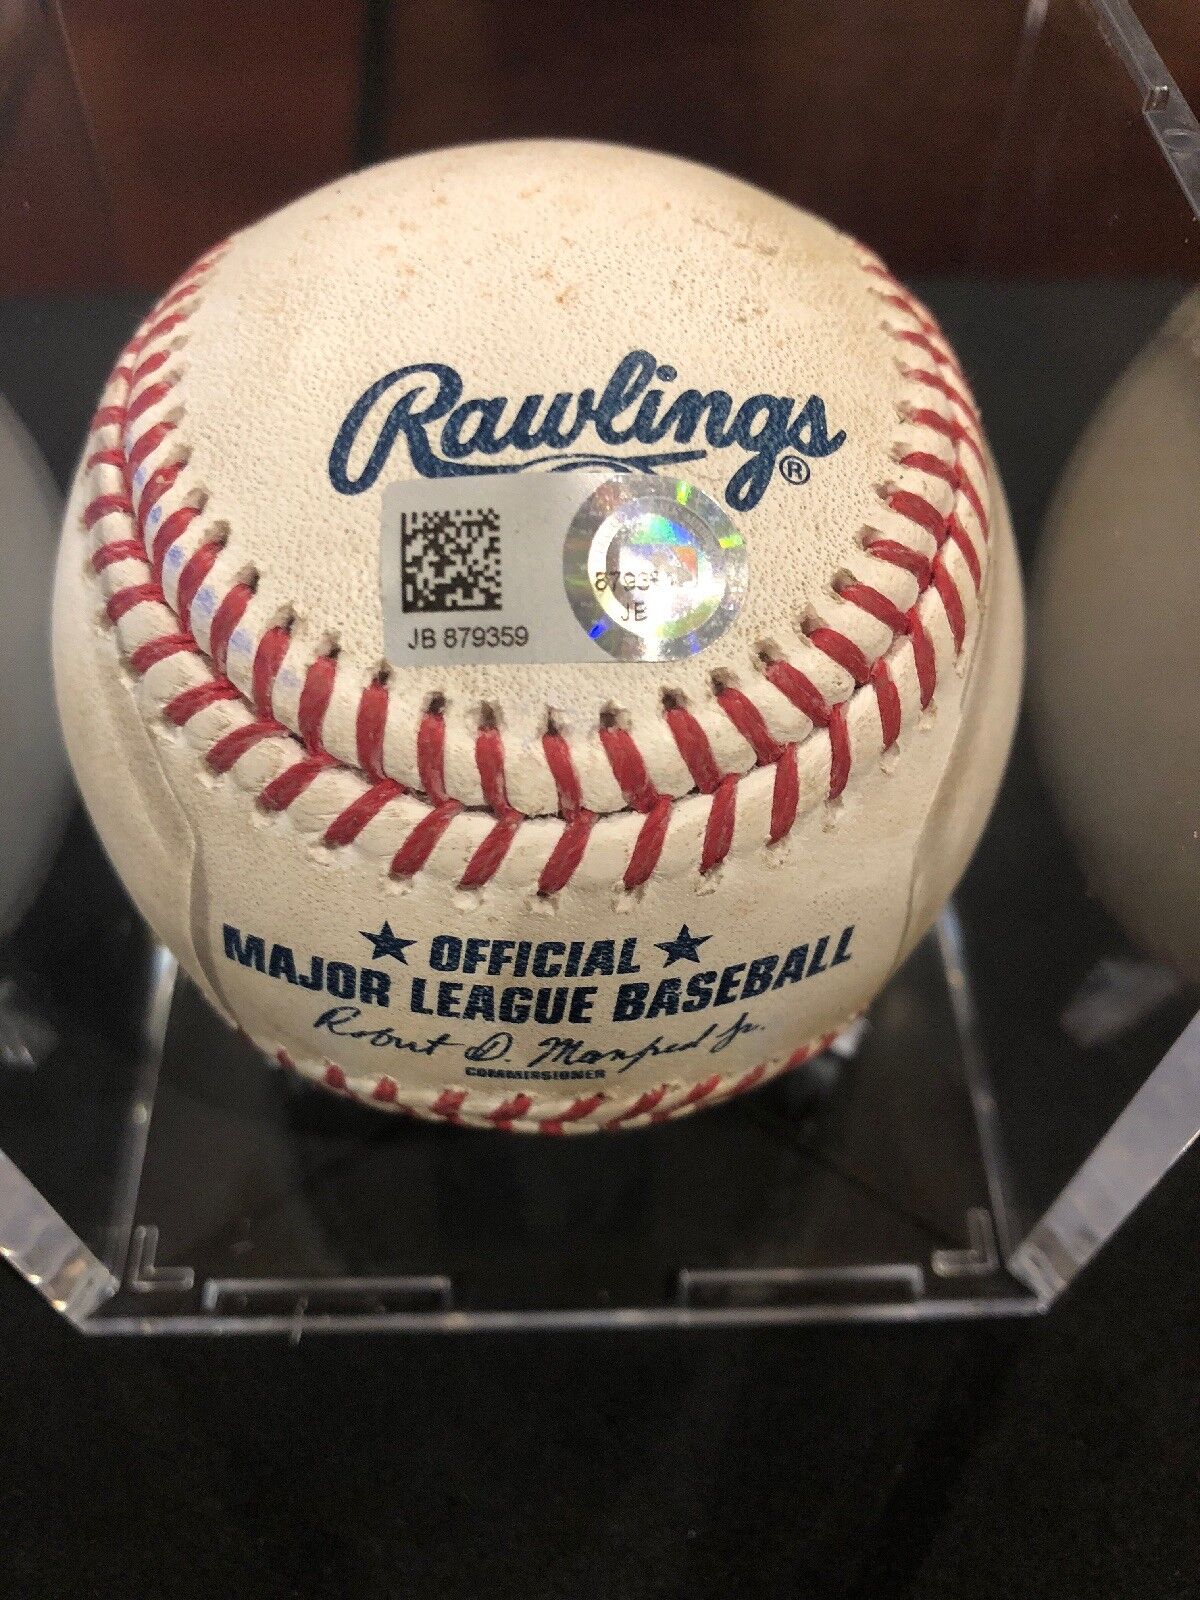 Rawlings
®
JB 879359
JB
★ OFFICIAL ★
MAJOR LEAGUE BASEBALL
Robert D. Manfred Jr.
COMMISSIONER